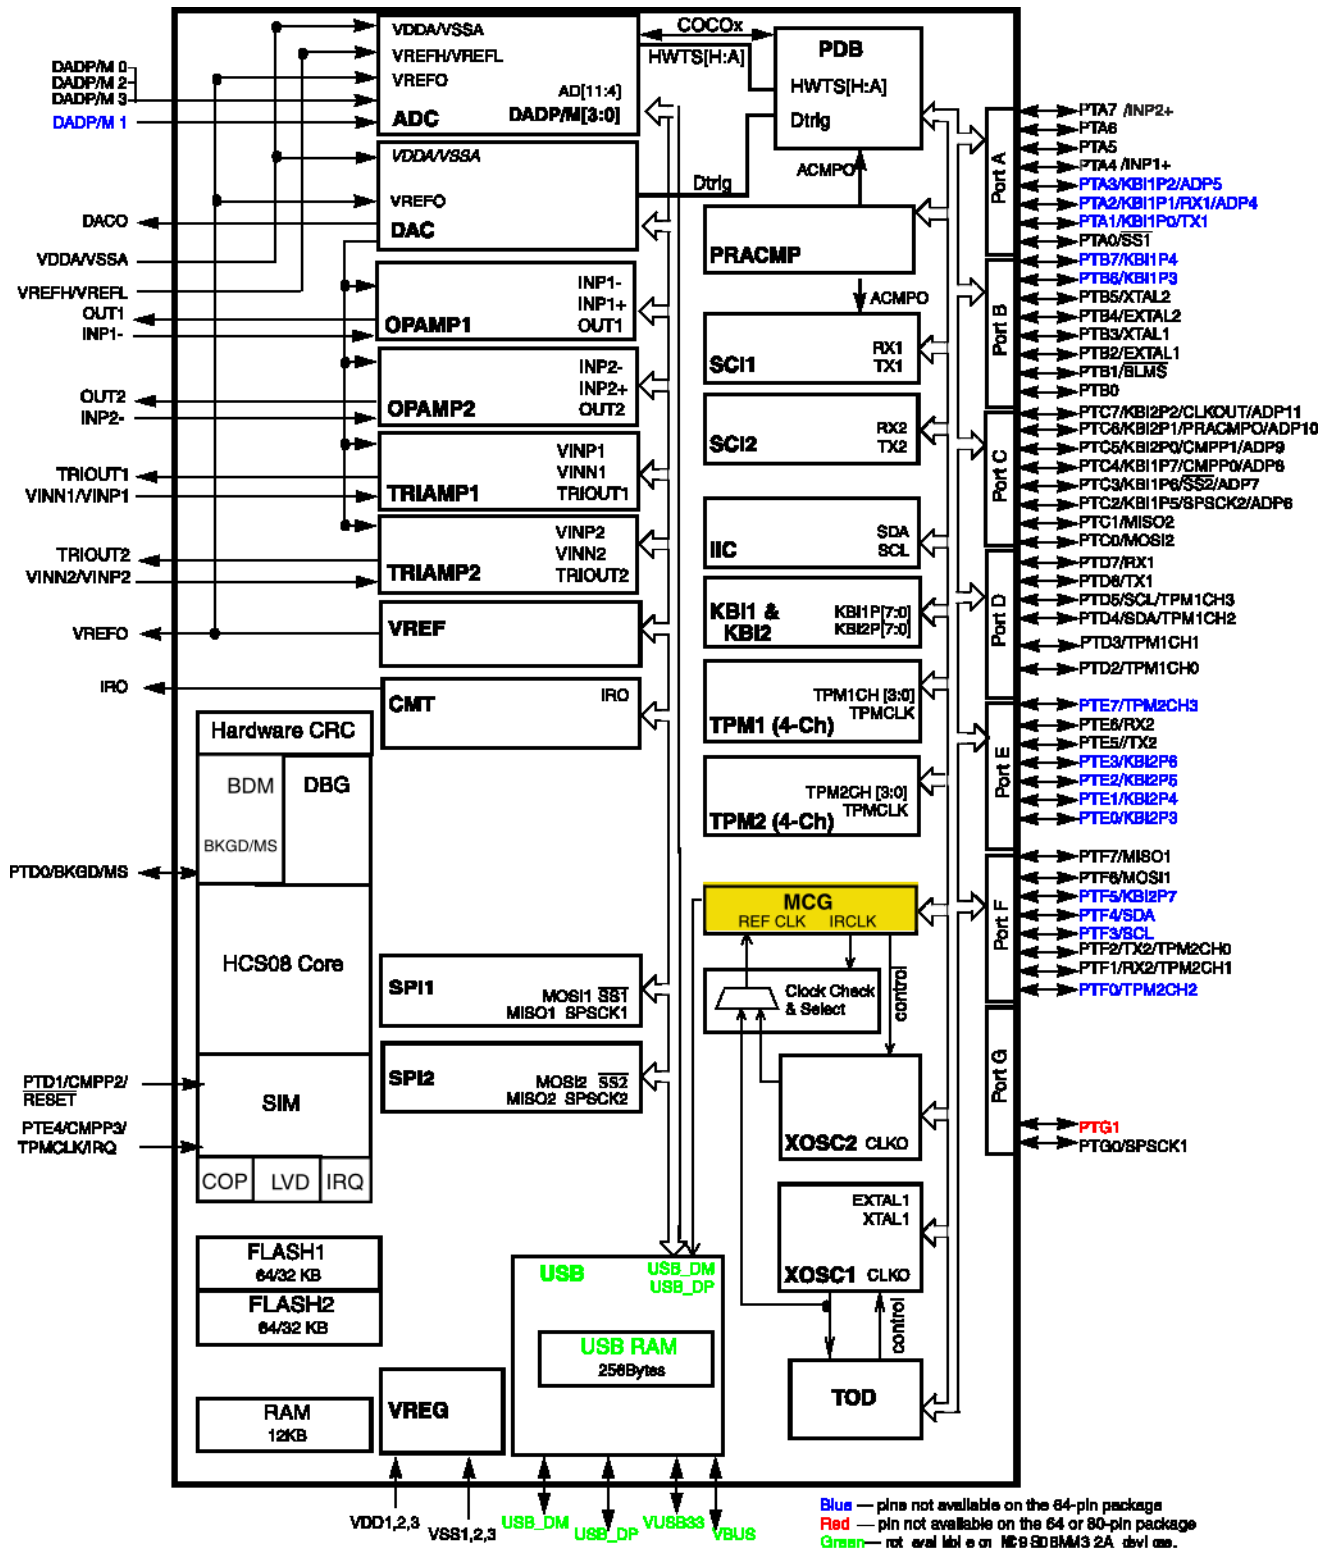 VDDA/VSSA
VREFH/VREFL
VREFO
AD[11:4]
DADP/M[3:0]
ADC
COCOx
HWTS[H:A]
PDB
HWTS[H:A]
Dtrig
DADP/M 0
DADP/M 2
DADP/M 3
DADP/M 1
VDDA/VSSA
VREFO
DAC
Dtrig
ACMPO
PRACMP
DACO
VDDA/VSSA
VREFH/VREFL
OUT1
INP1-
INP1-
INP1+
OUT1
OPAMP1
ACMPO
RX1
TX1
SCI1
INP2-
INP2+
OUT2
OPAMP2
OUT2
INP2-
RX2
TX2
SCI2
VINP1
VINN1
TRIOUT1
TRIAMP1
TRIOUT1
VINN1/VINP1
VINP2
VINN2
TRIOUT2
TRIAMP2
TRIOUT2
VINN2/VINP2
SDA
SCL
IIC
VREF
VREFO
KBI1 &
KBI2
KBI1P[7:0]
KBI2P[7:0]
IRO
CMT
IRO
TPM1CH [3:0]
TPMCLK
TPM1 (4-Ch)
TPM2CH [3:0]
TPMCLK
TPM2 (4-Ch)
Hardware CRC
BDM
DBG
BKGD/MS
PTD0/BKGD/MS
HCS08 Core
MCG
REF CLK IRCLK
Clock Check
& Select
control
SPI1
MOSI1 SS1
MISO1 SPSCK1
SPI2
MOSI2 SS2
MISO2 SPSCK2
PTD1/CMPP2/
RESET
PTE4/CMPP3/
TPMCLK/IRQ
SIM
COP
LVD
IRQ
XOSC2 CLKO
EXTAL1
XTAL1
XOSC1 CLKO
control
TOD
FLASH1
64/32 KB
FLASH2
64/32 KB
RAM
12KB
VREG
USB
USB_DM
USB_DP
USB RAM
256Bytes
VDD1,2,3
VSS1,2,3
USB_DM
USB_DP
VUSB33
VBUS
Port A
PTA7 /INP2+
PTA6
PTA5
PTA4 /INP1+
PTA3/KBI1P2/ADP5
PTA2/KBI1P1/RX1/ADP4
PTA1/KBI1P0/TX1
PTA0/SS1
Port B
PTB7/KBI1P4
PTB6/KBI1P3
PTB5/XTAL2
PTB4/EXTAL2
PTB3/XTAL1
PTB2/EXTAL1
PTB1/BLMS
PTB0
Port C
PTC7/KBI2P2/CLKOUT/ADP11
PTC6/KBI2P1/PRACMPO/ADP10
PTC5/KBI2P0/CMPP1/ADP9
PTC4/KBI1P7/CMPP0/ADP8
PTC3/KBI1P6/SS2/ADP7
PTC2/KBI1P5/SPSCK2/ADP6
PTC1/MISO2
PTC0/MOSI2
Port D
PTD7/RX1
PTD6/TX1
PTD5/SCL/TPM1CH3
PTD4/SDA/TPM1CH2
PTD3/TPM1CH1
PTD2/TPM1CH0
Port E
PTE7/TPM2CH3
PTE6/RX2
PTE5//TX2
PTE3/KBI2P6
PTE2/KBI2P5
PTE1/KBI2P4
PTE0/KBI2P3
Port F
PTF7/MISO1
PTF6/MOSI1
PTF5/KBI2P7
PTF4/SDA
PTF3/SCL
PTF2/TX2/TPM2CH0
PTF1/RX2/TPM2CH1
PTF0/TPM2CH2
Port G
PTG1
PTG0/SPSCK1
Blue — pins not available on the 64-pin package
Red — pin not available on the 64 or 80-pin package
Green— not available on MC9S08MM32A devices.